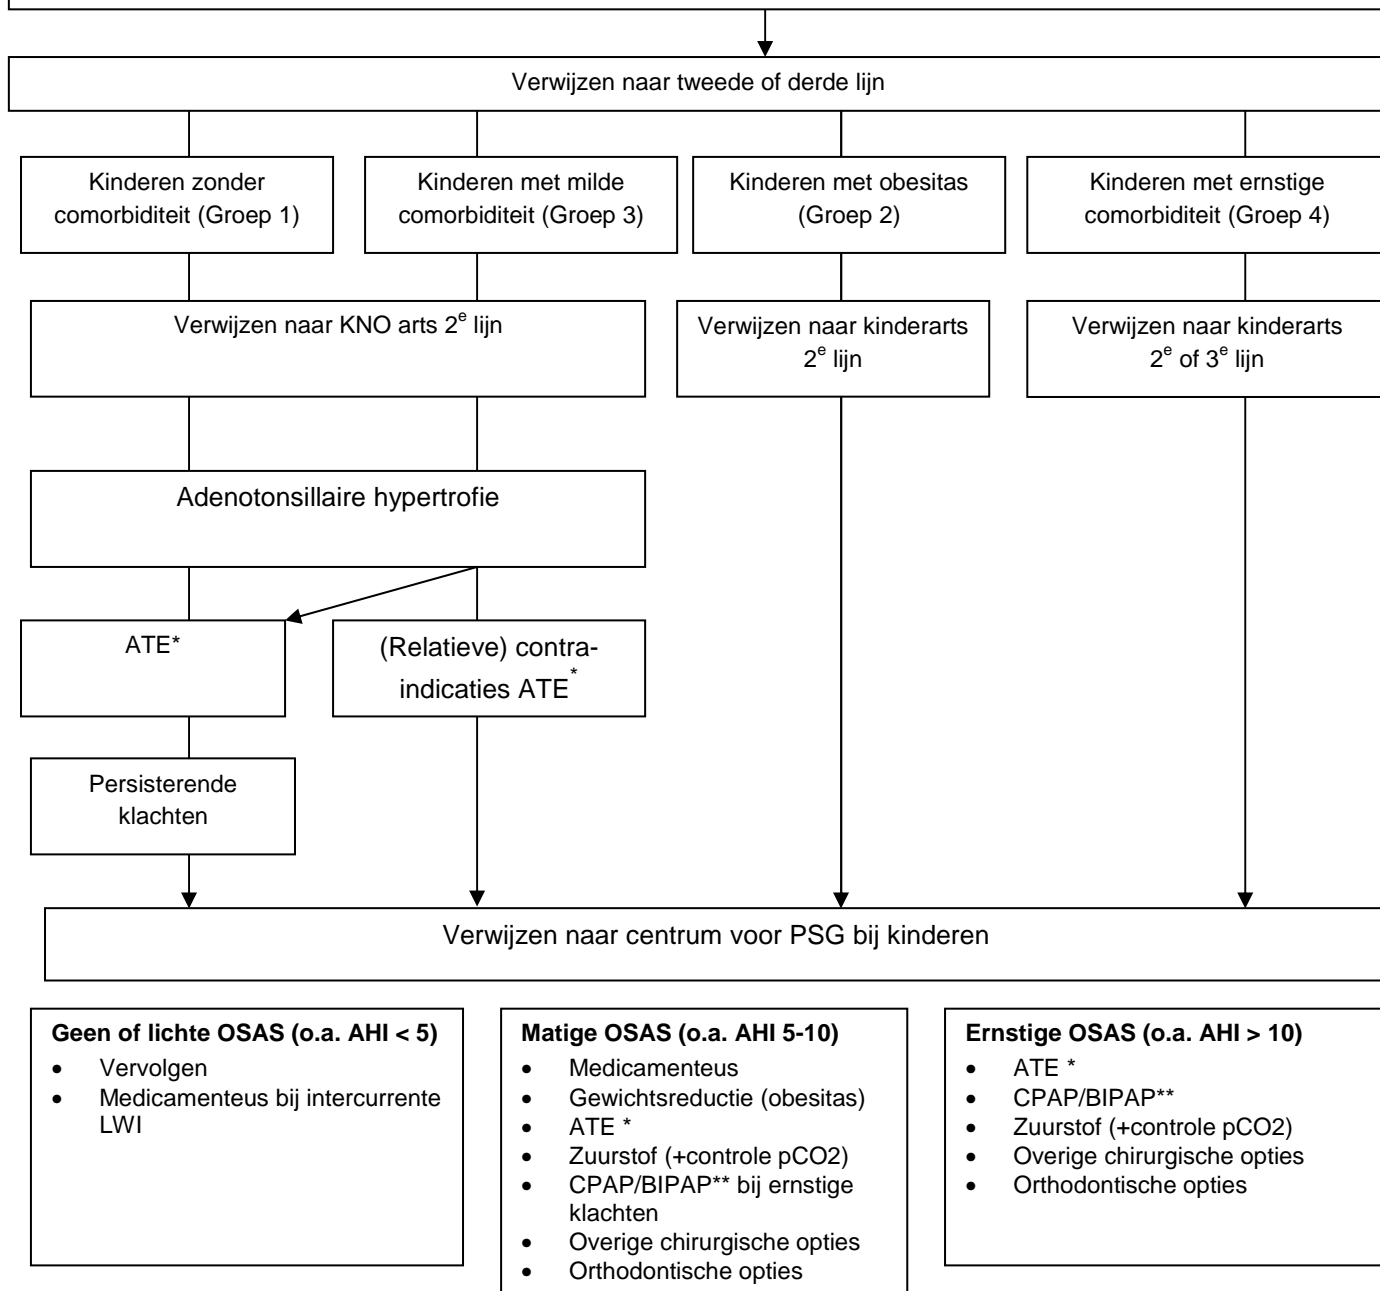 Verwijzen naar tweede of derde lijn
Kinderen zonder
comorbiditeit (Groep 1)
Kinderen met milde
comorbiditeit (Groep 3)
Kinderen met obesitas
(Groep 2)
Kinderen met ernstige
comorbiditeit (Groep 4)
Verwijzen naar KNO arts 2e lijn
Verwijzen naar kinderarts
2e lijn
Verwijzen naar kinderarts
2e of 3e lijn
Adenotonsillaire hypertrofie
ATE*
(Relatieve) contra-
indicaties ATE*
Persisterende
klachten
Verwijzen naar centrum voor PSG bij kinderen
Geen of lichte OSAS (o.a. AHI < 5)
• Vervolgen
• Medicamenteus bij intercurrente
LWI
Matige OSAS (o.a. AHI 5-10)
• Medicamenteus
• Gewichtsreductie (obesitas)
• ATE *
• Zuurstof (+controle pCO2)
• CPAP/BIPAP** bij ernstige
klachten
• Overige chirurgische opties
• Orthodontische opties
Ernstige OSAS (o.a. AHI > 10)
• ATE *
• CPAP/BIPAP**
• Zuurstof (+controle pCO2)
• Overige chirurgische opties
• Orthodontische opties